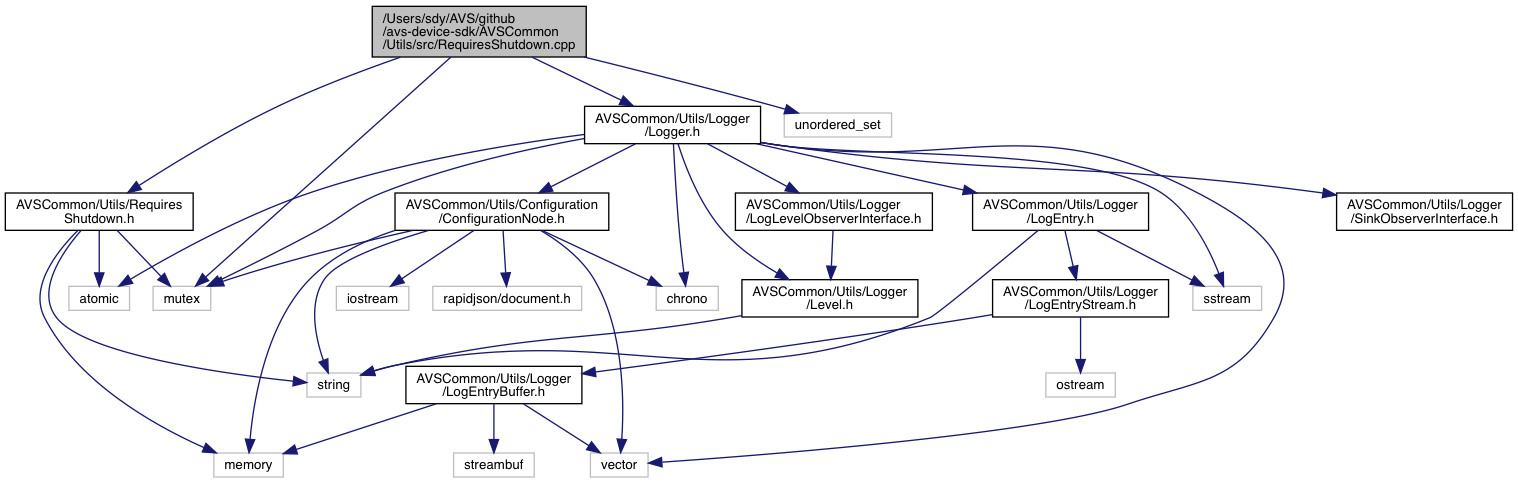 /Users/sdy/AVS/github
/avs-device-sdk/AVSCommon
/Utils/src/RequiresShutdown.cpp
AVSCommon/Utils/Logger
/Logger.h
unordered_set
AVSCommon/Utils/Requires
Shutdown.h
AVSCommon/Utils/Configuration
/ConfigurationNode.h
AVSCommon/Utils/Logger
/LogLevelObserverInterface.h
AVSCommon/Utils/Logger
/LogEntry.h
AVSCommon/Utils/Logger
/SinkObserverInterface.h
atomic
mutex
iostream
rapidjson/document.h
chrono
AVSCommon/Utils/Logger
/Level.h
AVSCommon/Utils/Logger
/LogEntryStream.h
sstream
string
AVSCommon/Utils/Logger
/LogEntryBuffer.h
ostream
memory
streambuf
vector